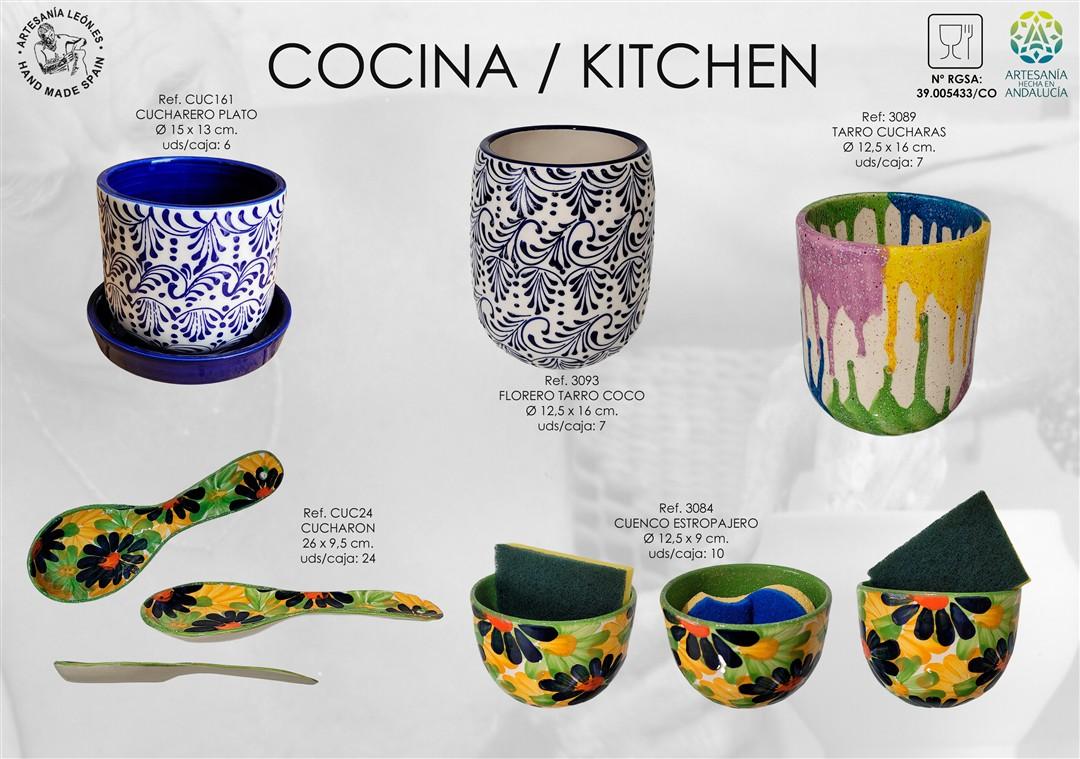 · ARTESANÍA LEÓN.ES ·
HAND MADE SPAIN
COCINA / KITCHEN
Nº RGSA:
39.005433/CO
ARTESANÍA
HECHA EN
ANDALUCÍA
Ref. CUC161
CUCHARERO PLATO
Ø 15 x 13 cm.
uds/caja: 6
Ref: 3089
TARRO CUCHARAS
Ø 12,5 x 16 cm.
uds/caja: 7
Ref. 3093
FLORERO TARRO COCO
Ø 12,5 x 16 cm.
uds/caja: 7
Ref. CUC24
CUCHARON
26 x 9,5 cm.
uds/caja: 24
Ref. 3084
CUENCO ESTROPAJERO
Ø 12,5 x 9 cm.
uds/caja: 10